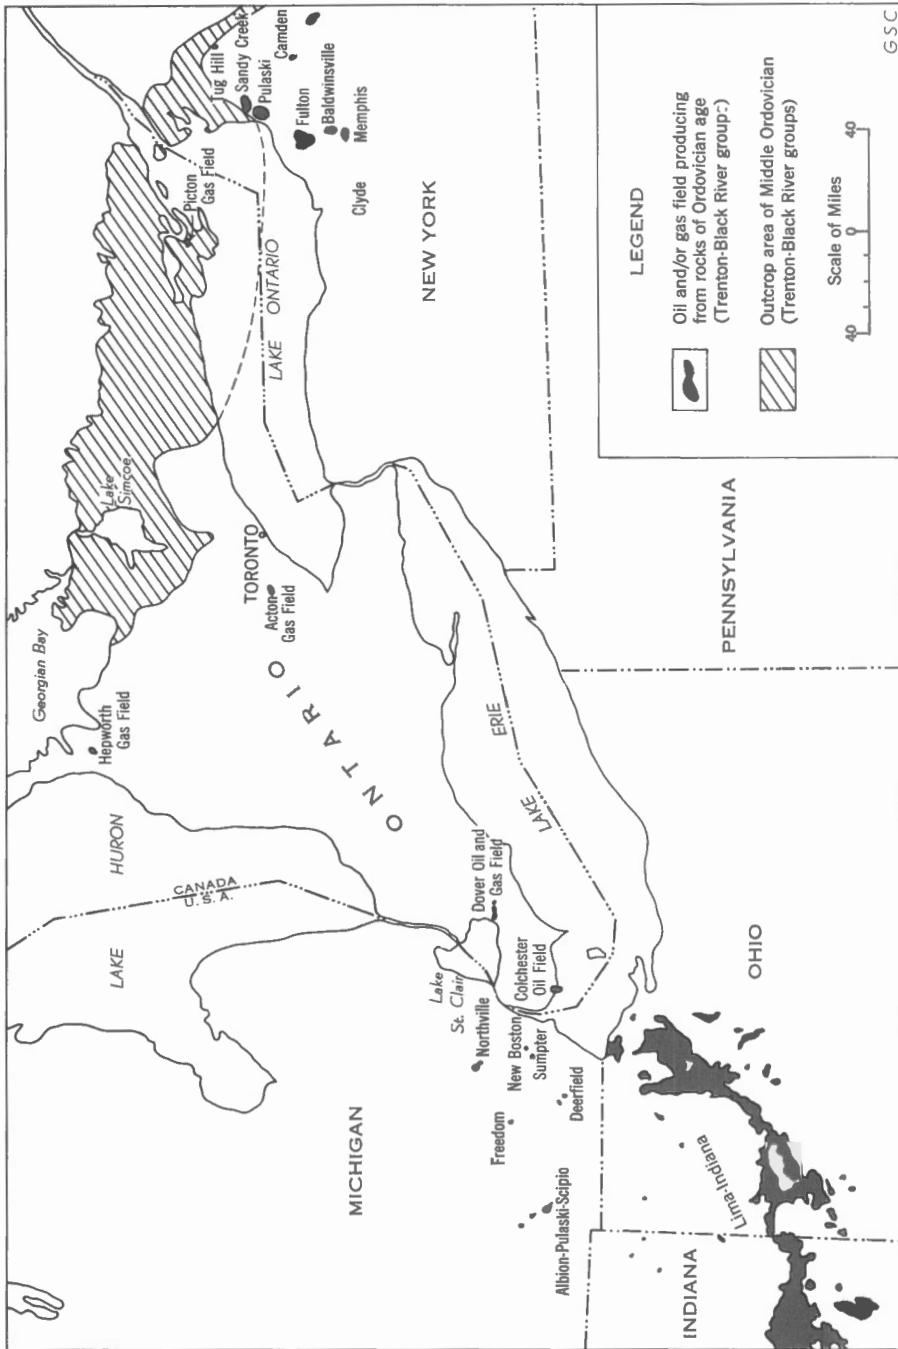 Georgian Bay
Lake
Simcoe
Hepworth
Gas Field
LAKE
HURON
CANADA
U.S.A.
ONTARIO
TORONTO
Acton
Gas Field
Picton
Gas Field
LAKE
ONTARIO
Tug Hill
Sandy Creek
Pulaski
Camden
Fulton
Baldwinsville
Memphis
Clyde
NEW YORK
MICHIGAN
Lake
St. Clair
Dover Oil and
Gas Field
Northville
New Boston
Sumpter
Colchester
Oil Field
Freedom
Deerfield
Albion-Pulaski-Scipio
LAKE
ERIE
INDIANA
Lima-Indiana
OHIO
PENNSYLVANIA
LEGEND
Oil and/or gas field producing
from rocks of Ordovician age
(Trenton-Black River groups)
Outcrop area of Middle Ordovician
(Trenton-Black River groups)
Scale of Miles
40 0 40
GSC